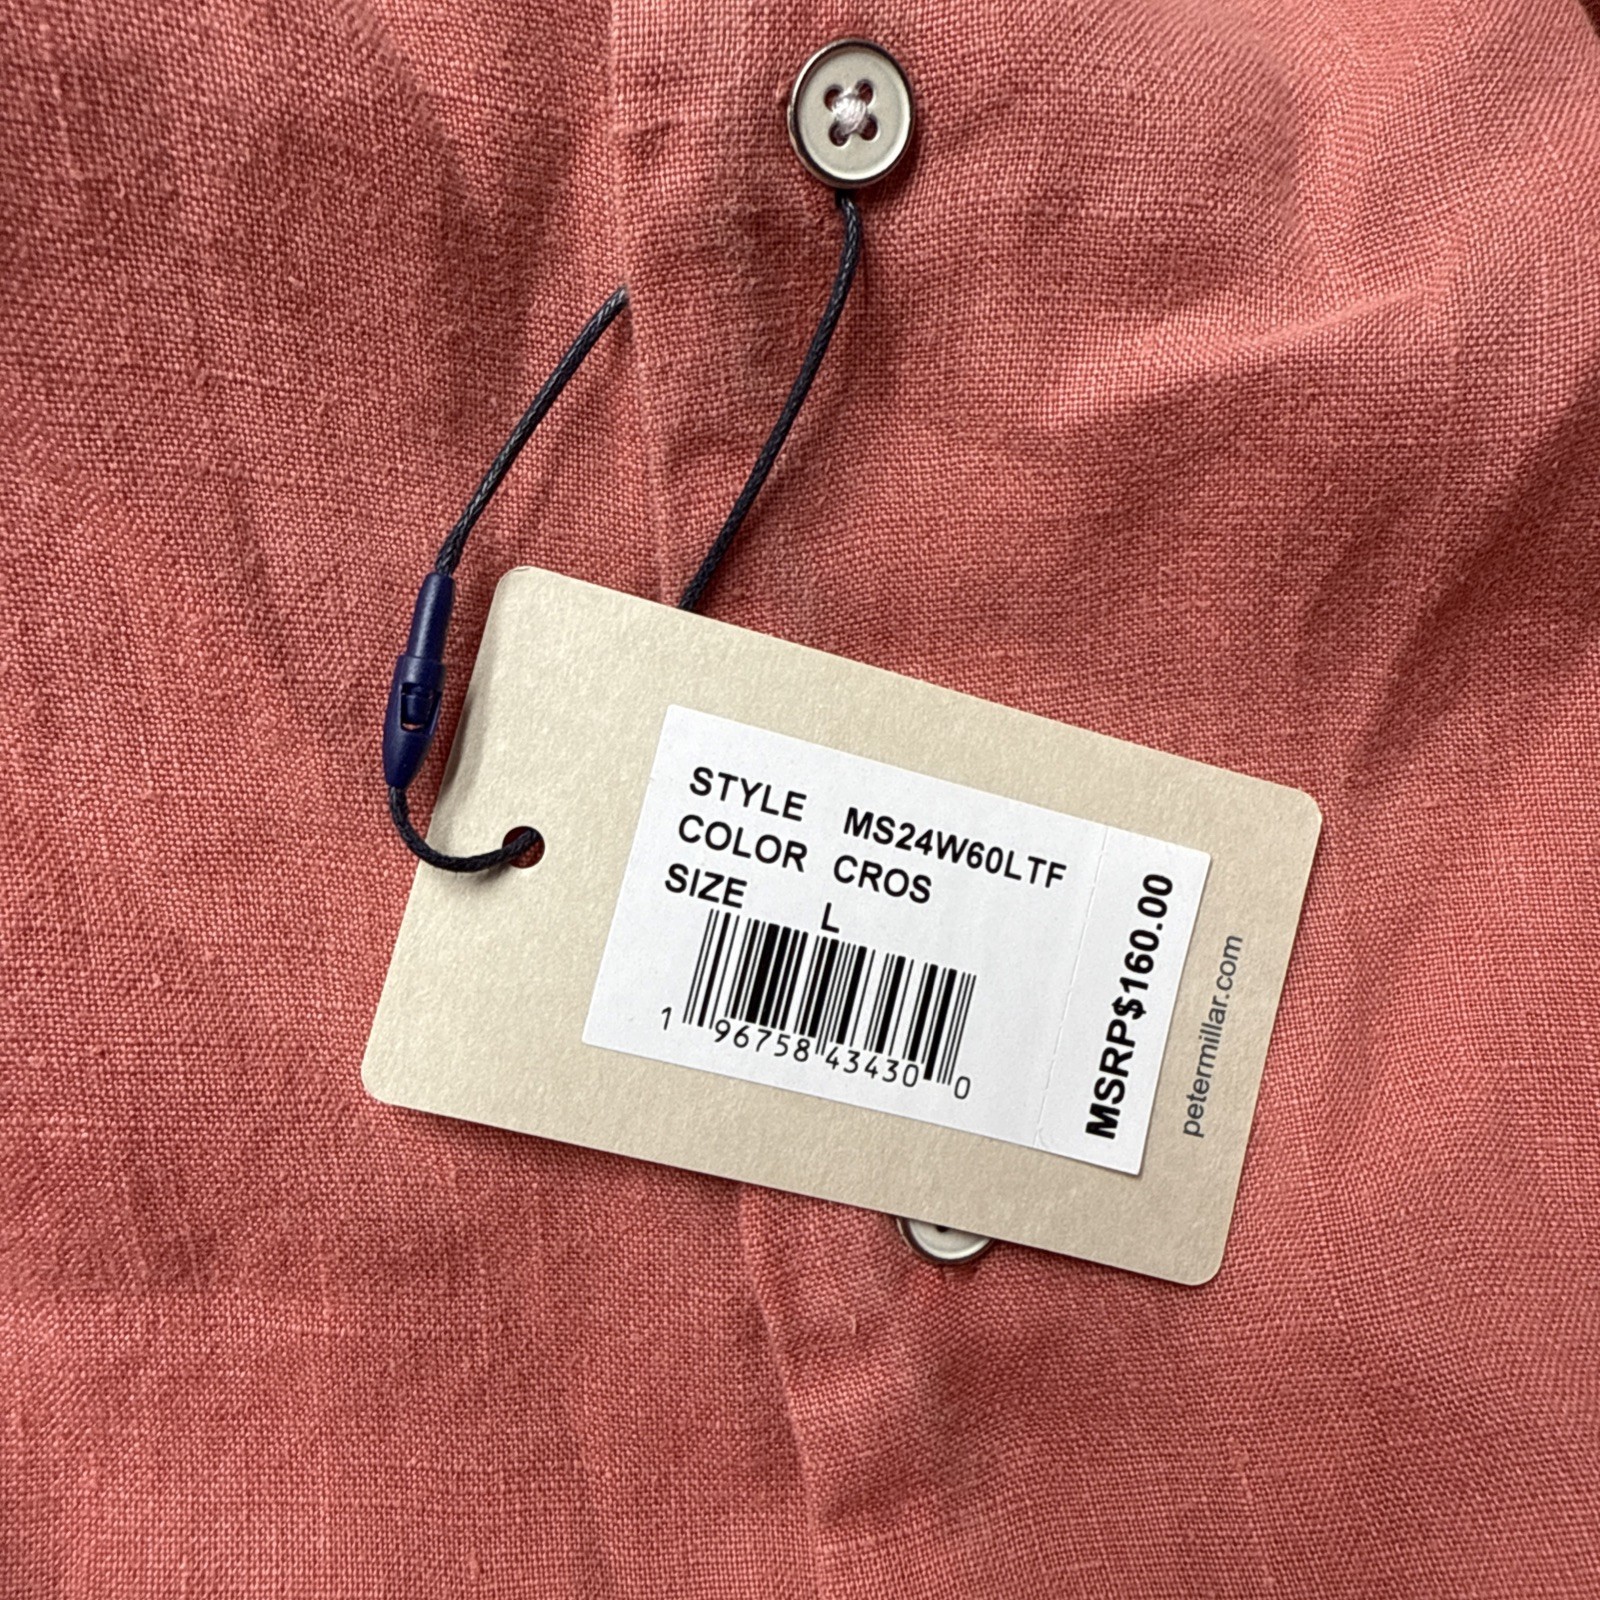 STYLE MS24W60LTF
COLOR CROS
SIZE L
1 96758 43430 0
MSRP$160.00
petermillar.com